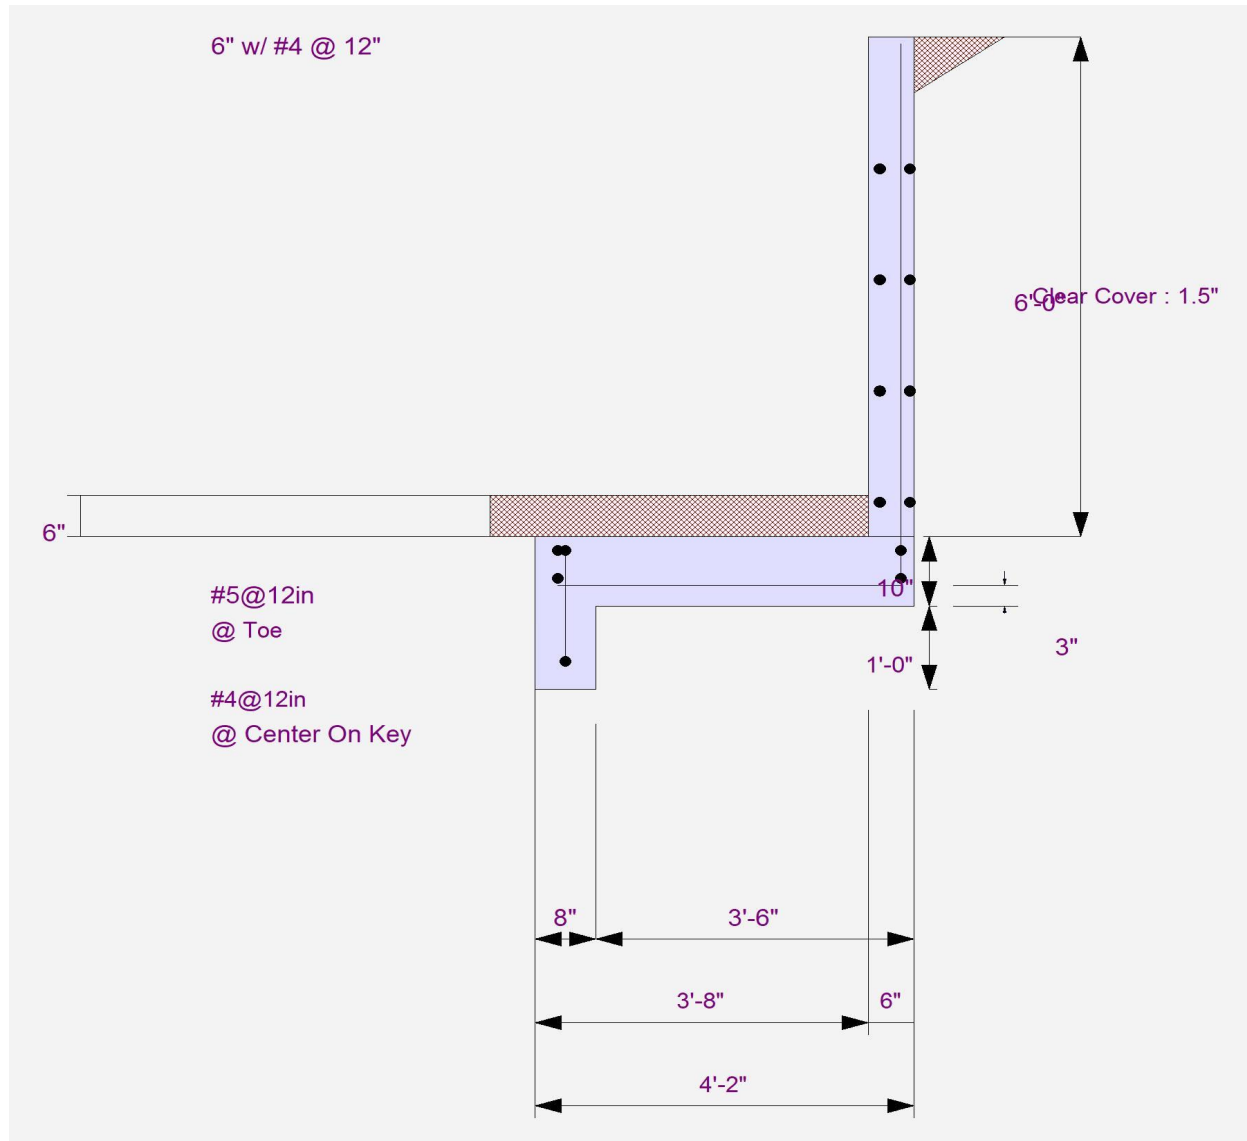 6" w/ #4 @ 12"
6'-0"
Clear Cover : 1.5"
6"
#5@12in
@ Toe
10"
3"
1'-0"
#4@12in
@ Center On Key
8"
3'-6"
3'-8"
6"
4'-2"